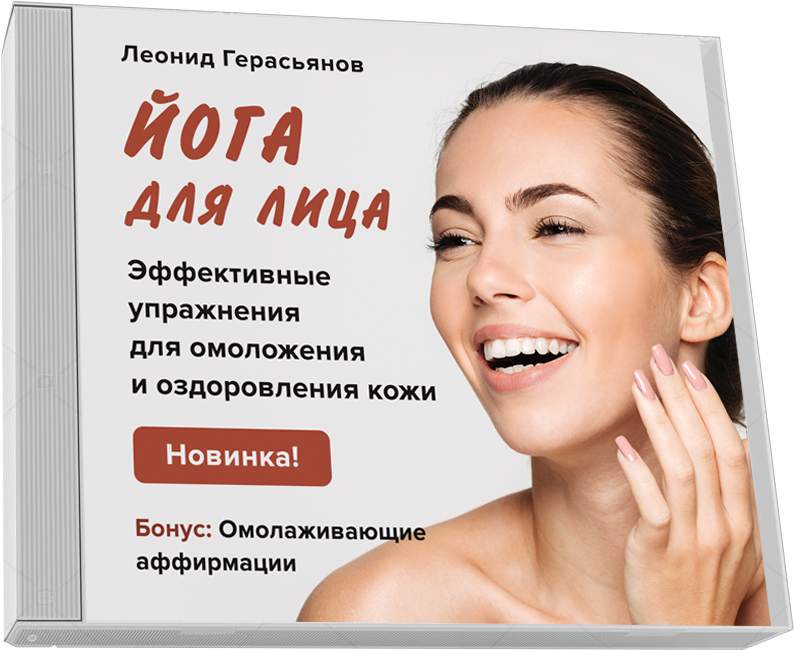 Леонид Герасьянов
ЙОГА
ДЛЯ ЛИЦА
Эффективные
упражнения
для омоложения
и оздоровления кожи
Новинка!
Бонус: Омолаживающие
аффирмации